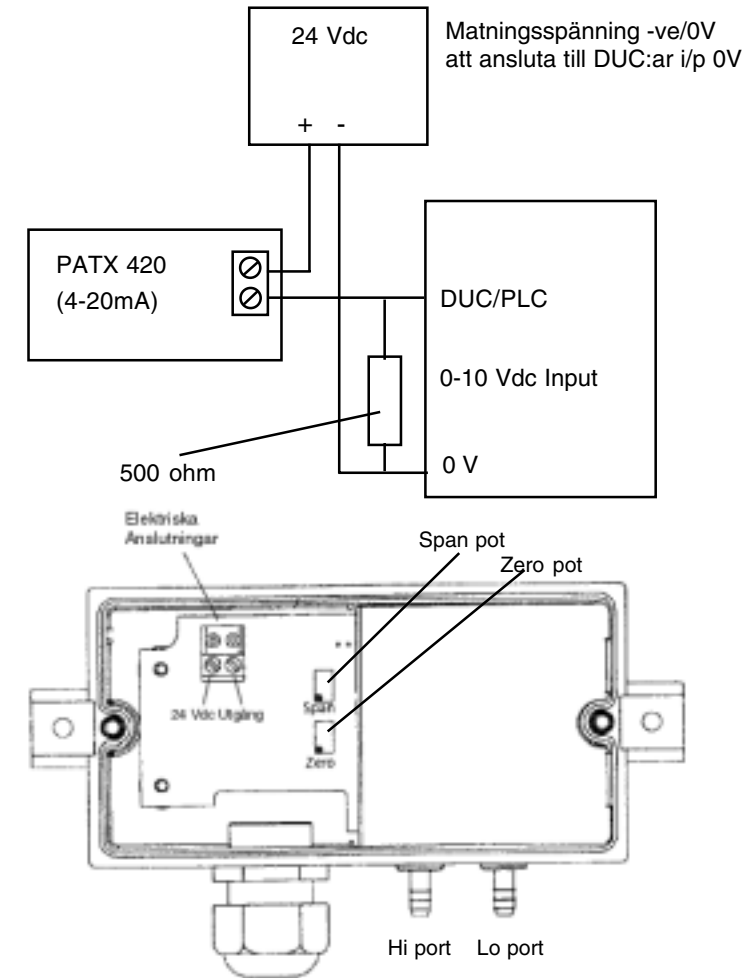 24 Vdc
Matningsspänning -ve/0V
att ansluta till DUC:ar i/p 0V
+ -
PATX 420
(4-20mA)
DUC/PLC
0-10 Vdc Input
0 V
500 ohm
Elektriska
Anslutningar
Span pot
Zero pot
24 Vdc Utgång
Span
Zero
Hi port Lo port